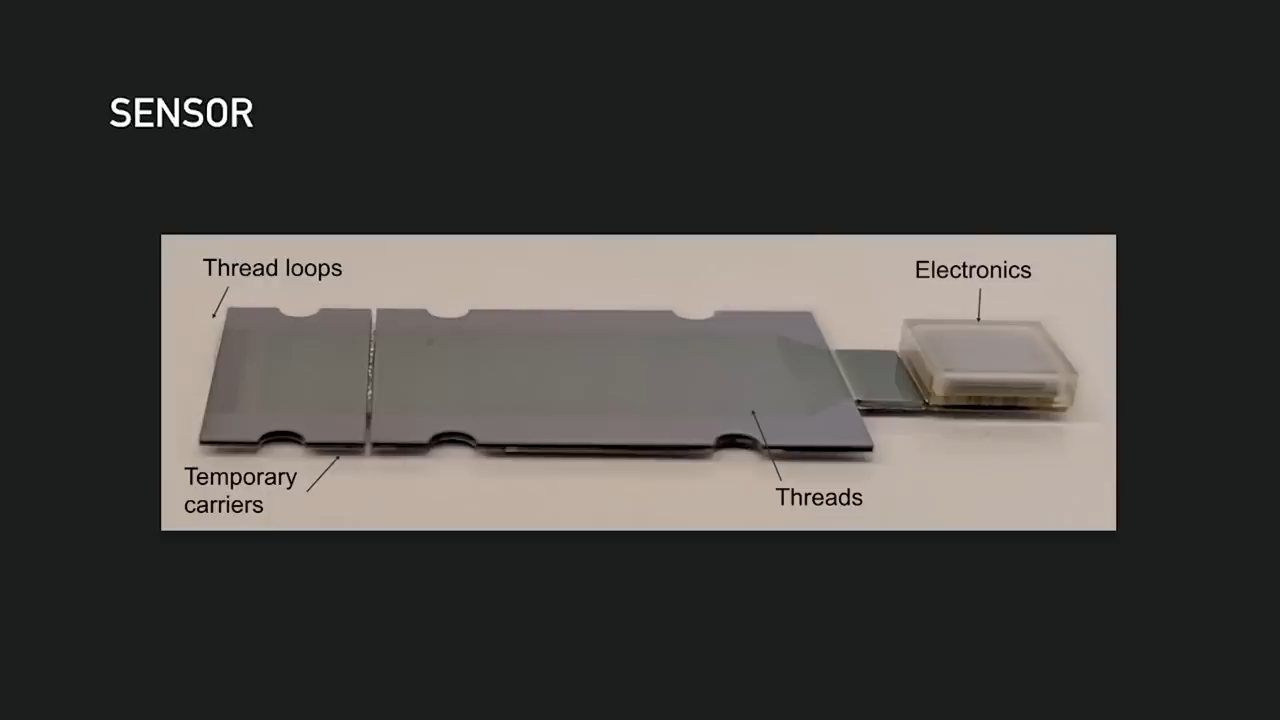 SENSOR
Thread loops
Electronics
Temporary
carriers
Threads